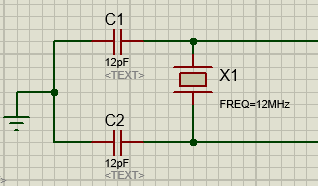 C1
12pF
<TEXT>
X1
FREQ=12MHz
C2
12pF
<TEXT>